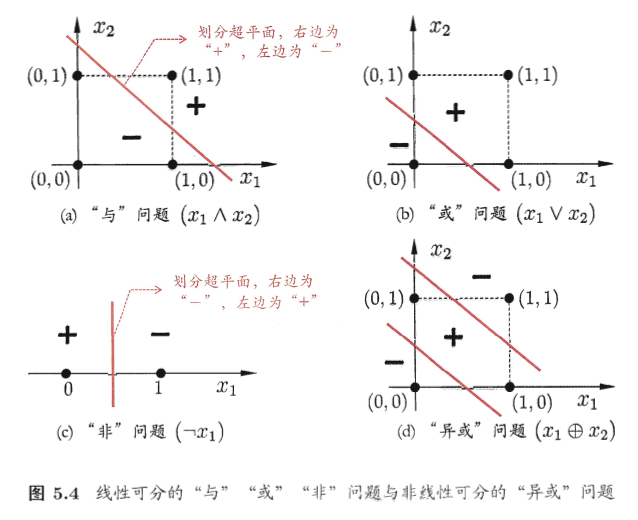 x₂
划分超平面，右边为
“+”，左边为“−”
(0, 1)
(1, 1)
+
−
(0, 0)
(1, 0)
x₁
(a) “与” 问题 (x₁ ∧ x₂)
x₂
(0, 1)
(1, 1)
+
−
(0, 0)
(1, 0)
x₁
(b) “或” 问题 (x₁ ∨ x₂)
划分超平面，右边为
“−”，左边为“+”
+
−
0
1
x₁
(c) “非” 问题 (¬x₁)
x₂
−
(0, 1)
(1, 1)
+
−
(0, 0)
(1, 0)
x₁
(d) “异或” 问题 (x₁ ⊕ x₂)
图 5.4 线性可分的 “与” “或” “非” 问题与非线性可分的 “异或” 问题